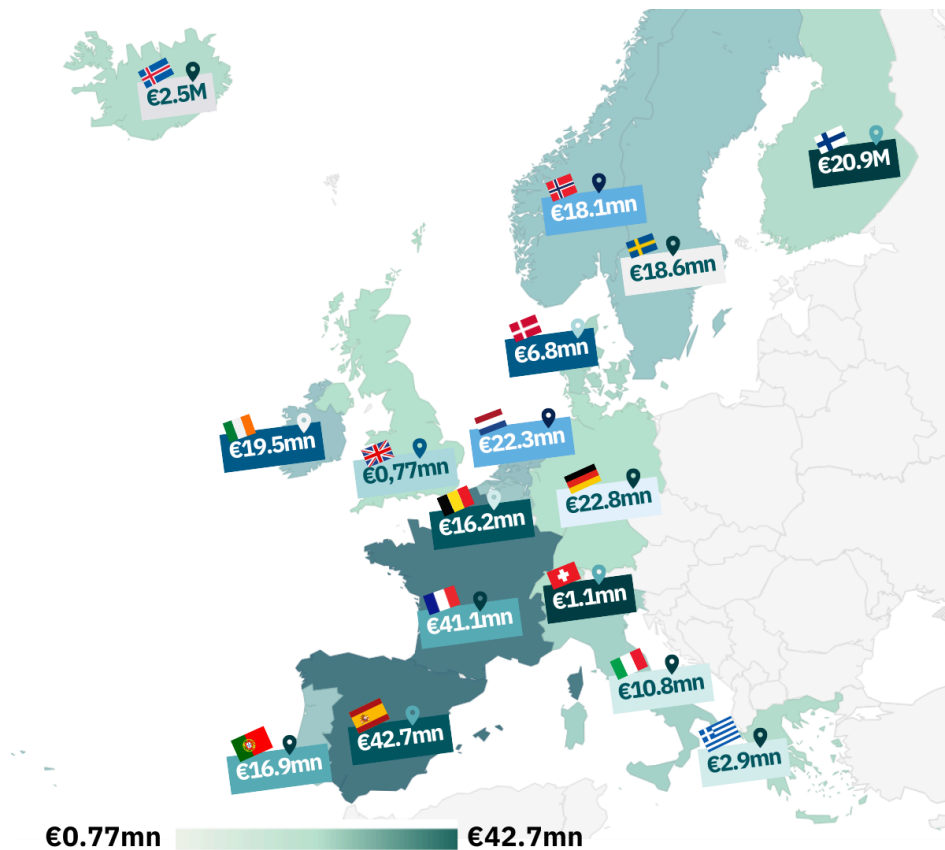 €2.5M
€20.9M
€18.1mn
€18.6mn
€6.8mn
€19.5mn
€22.3mn
€0,77mn
€22.8mn
€16.2mn
€1.1mn
€41.1mn
€10.8mn
€42.7mn
€2.9mn
€16.9mn
€0.77mn
€42.7mn